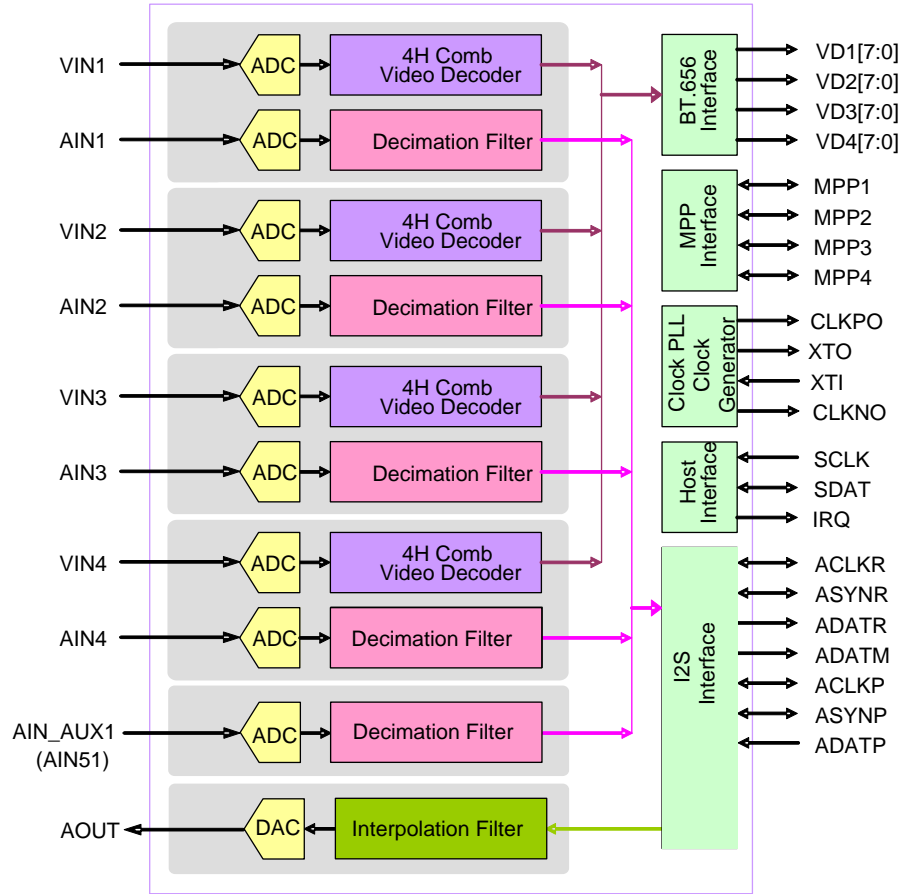 VIN1
ADC
4H Comb
Video Decoder
AIN1
ADC
Decimation Filter
VIN2
ADC
4H Comb
Video Decoder
AIN2
ADC
Decimation Filter
VIN3
ADC
4H Comb
Video Decoder
AIN3
ADC
Decimation Filter
VIN4
ADC
4H Comb
Video Decoder
AIN4
ADC
Decimation Filter
AIN_AUX1
(AIN51)
ADC
Decimation Filter
AOUT
DAC
Interpolation Filter
BT.656
Interface
VD1[7:0]
VD2[7:0]
VD3[7:0]
VD4[7:0]
MPP
Interface
MPP1
MPP2
MPP3
MPP4
Clock PLL
Clock
Generator
CLKPO
XTO
XTI
CLKNO
Host
Interface
SCLK
SDAT
IRQ
I2S
Interface
ACLKR
ASYNR
ADATR
ADATM
ACLKP
ASYNP
ADATP